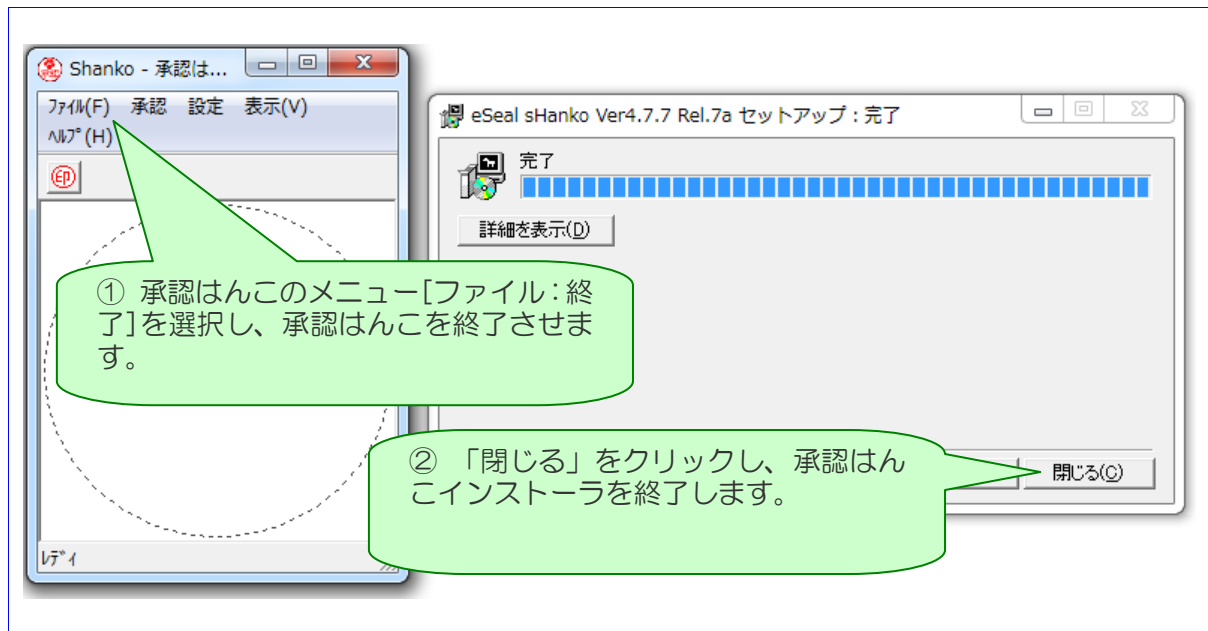 Shanko - 承認は...
ﾌｧｲﾙ(F) 承認 設定 表示(V)
ﾍﾙﾌﾟ(H)
印
① 承認はんこのメニュー[ファイル：終
了]を選択し、承認はんこを終了させま
す。
ﾚﾃﾞｨ
eSeal sHanko Ver4.7.7 Rel.7a セットアップ：完了
完了
詳細を表示(D)
② 「閉じる」をクリックし、承認はん
こインストーラを終了します。
閉じる(C)